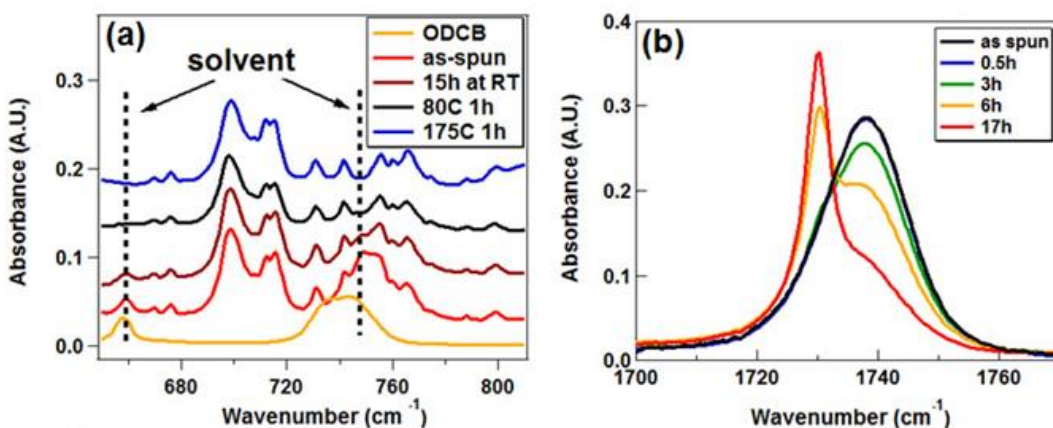 (a)
solvent
ODCB
as-spun
15h at RT
80C 1h
175C 1h
0.3
0.2
0.1
0.0
Absorbance (A.U.)
680
720
760
800
Wavenumber (cm⁻¹)
(b)
as spun
0.5h
3h
6h
17h
0.4
0.3
0.2
0.1
0.0
Absorbance (A.U.)
1700
1720
1740
1760
Wavenumber (cm⁻¹)